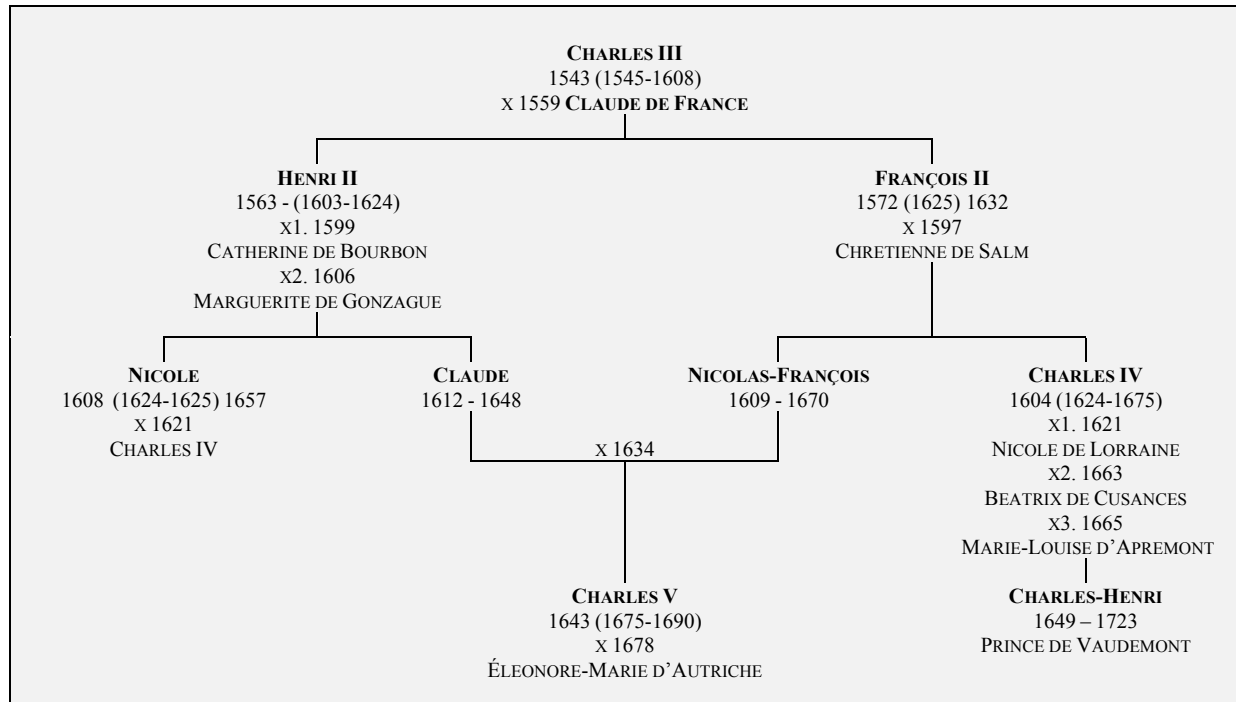 CHARLES III
1543 (1545-1608)
X 1559 CLAUDE DE FRANCE
HENRI II
1563 - (1603-1624)
X1. 1599
CATHERINE DE BOURBON
X2. 1606
MARGUERITE DE GONZAGUE
FRANÇOIS II
1572 (1625) 1632
X 1597
CHRETIENNE DE SALM
NICOLE
1608 (1624-1625) 1657
X 1621
CHARLES IV
CLAUDE
1612 - 1648
NICOLAS-FRANÇOIS
1609 - 1670
X 1634
CHARLES IV
1604 (1624-1675)
X1. 1621
NICOLE DE LORRAINE
X2. 1663
BEATRIX DE CUSANCES
X3. 1665
MARIE-LOUISE D’APREMONT
CHARLES V
1643 (1675-1690)
X 1678
ÉLEONORE-MARIE D’AUTRICHE
CHARLES-HENRI
1649 – 1723
PRINCE DE VAUDEMONT